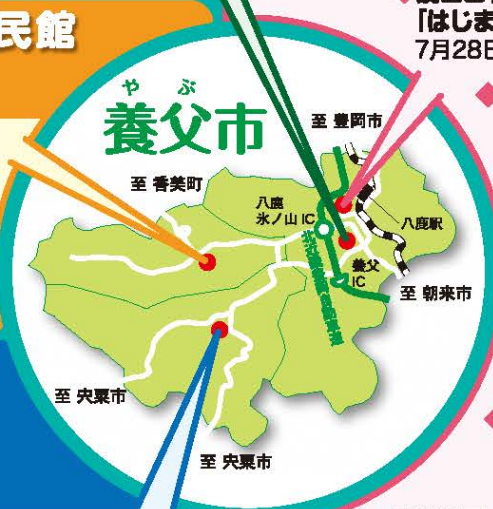 民館
「はじま
7月28日
やぶ
養父市
至 豊岡市
至 香美町
八鹿
氷ノ山 IC
八鹿駅
養父
IC
至 朝来市
至 宍粟市
至 宍粟市